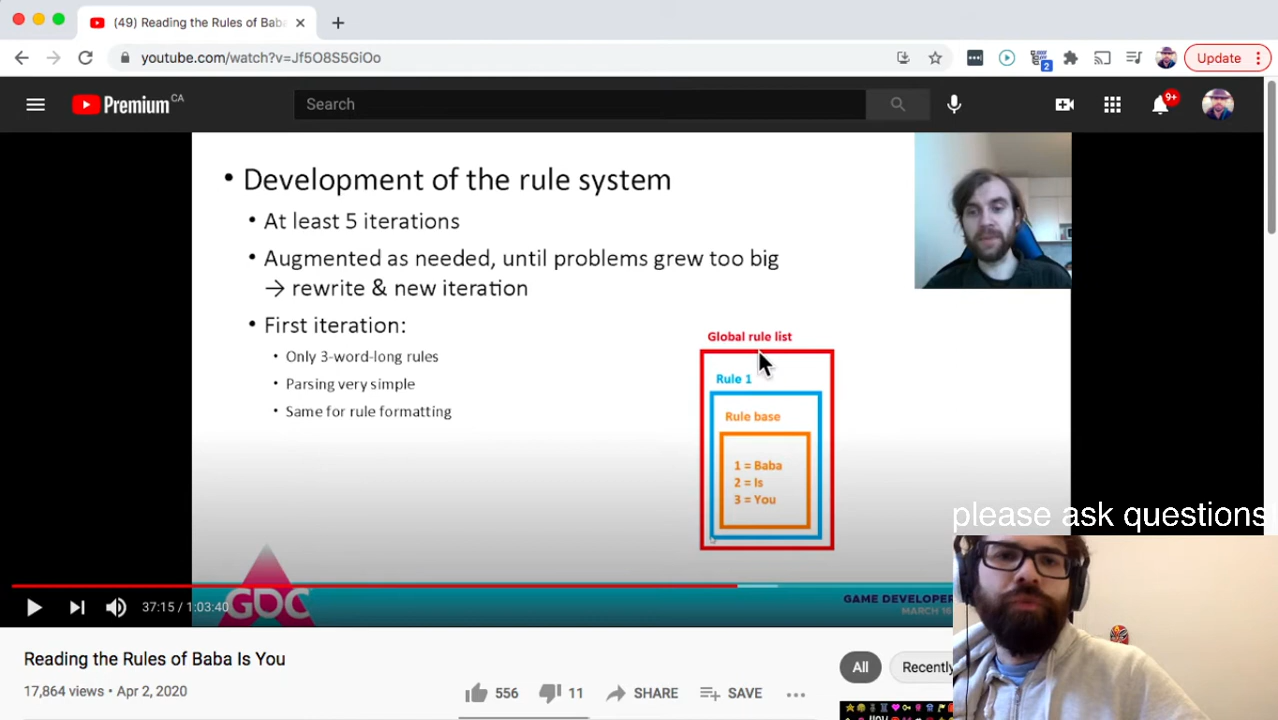 (49) Reading the Rules of Baba
youtube.com/watch?v=Jf5O8S5GiOo
2
Update
Premium CA
Search
9+
• Development of the rule system
• At least 5 iterations
• Augmented as needed, until problems grew too big
→ rewrite & new iteration
• First iteration:
• Only 3-word-long rules
• Parsing very simple
• Same for rule formatting
Global rule list
Rule 1
Rule base
1 = Baba
2 = Is
3 = You
please ask questions
37:15 / 1:03:40
GDC
GAME DEVELOPER
MARCH 16
Reading the Rules of Baba Is You
17,864 views • Apr 2, 2020
556
11
SHARE
SAVE
All
Recently